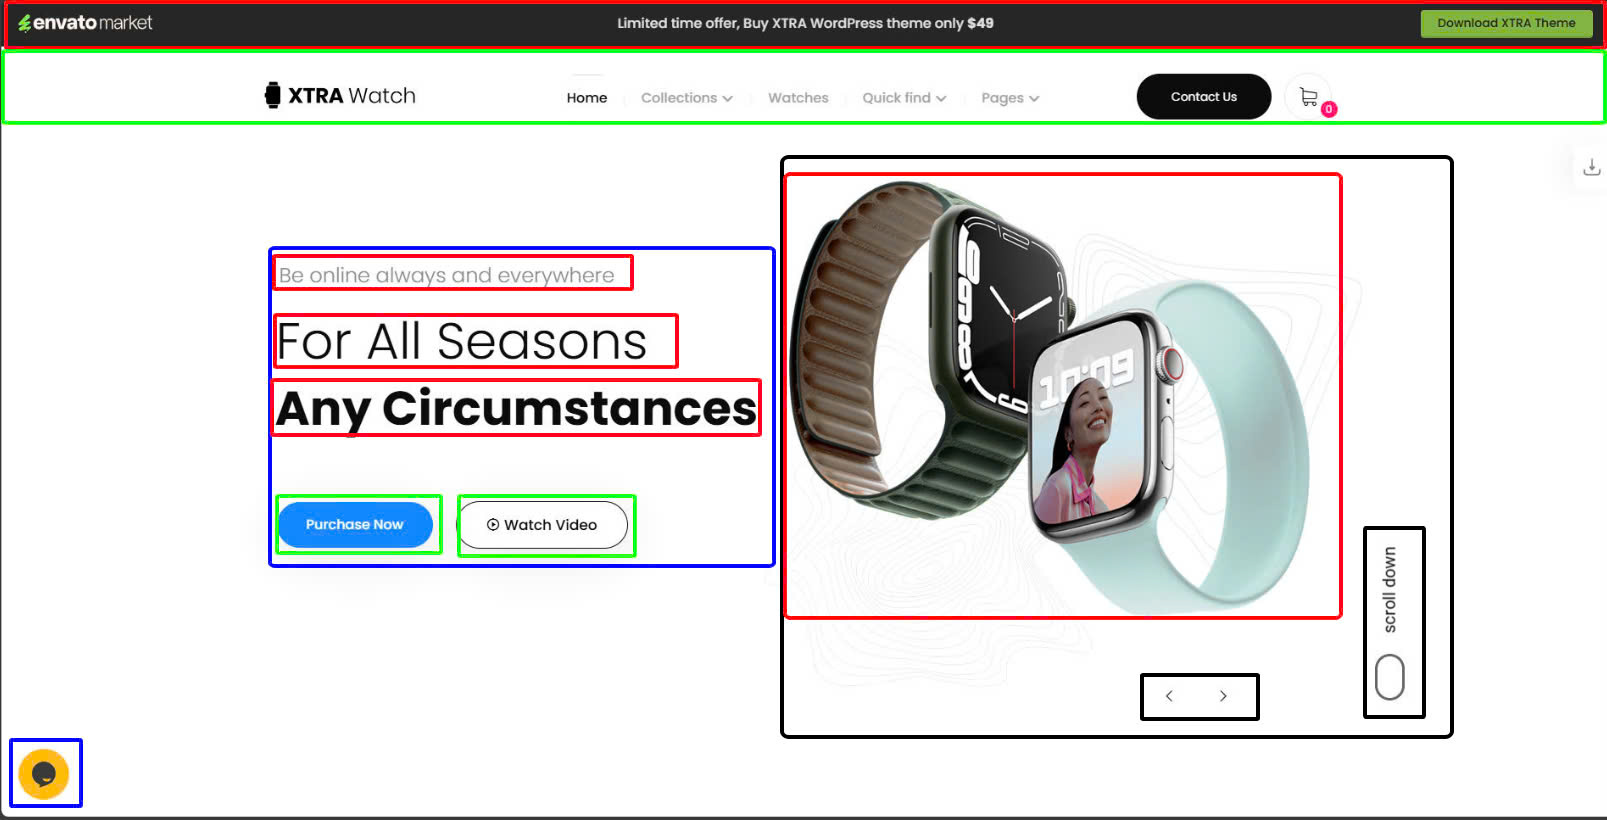 envato market
Limited time offer, Buy XTRA WordPress theme only $49
Download XTRA Theme
XTRA Watch
Home
Collections
Watches
Quick find
Pages
Contact Us
0
Be online always and everywhere
For All Seasons
Any Circumstances
Purchase Now
Watch Video
10:09
scroll down